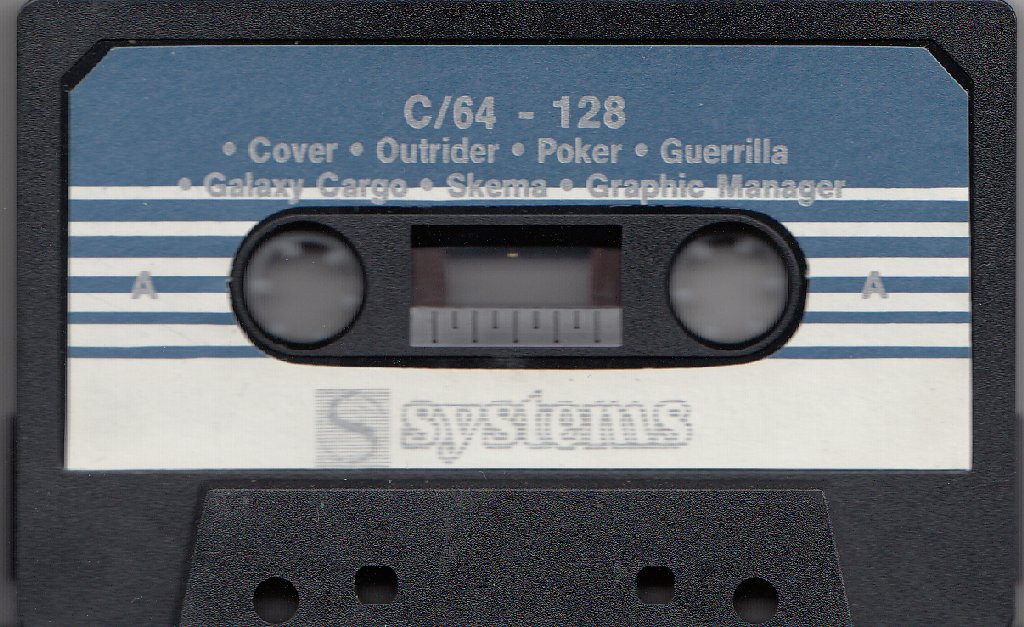 C/64 - 128
• Cover • Outrider • Poker • Guerrilla
• Galaxy Cargo • Skema • Graphic Manager
A A
S systems